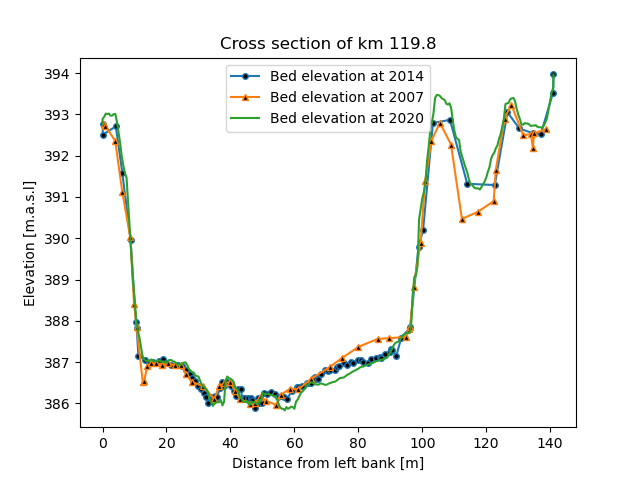 Cross section of km 119.8
Bed elevation at 2014
Bed elevation at 2007
Bed elevation at 2020
Elevation [m.a.s.l]
394
393
392
391
390
389
388
387
386
0 20 40 60 80 100 120 140
Distance from left bank [m]